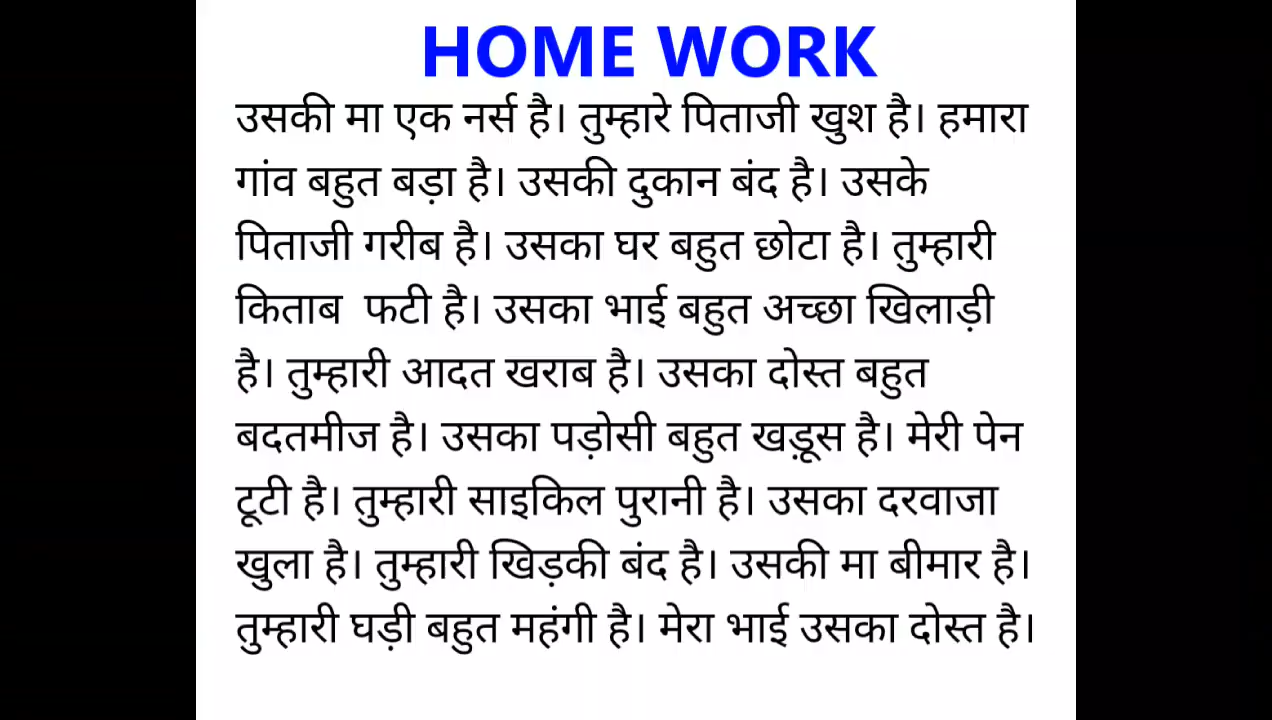 HOME WORK
उसकी मा एक नर्स है। तुम्हारे पिताजी खुश है। हमारा
गांव बहुत बड़ा है। उसकी दुकान बंद है। उसके
पिताजी गरीब है। उसका घर बहुत छोटा है। तुम्हारी
किताब  फटी है। उसका भाई बहुत अच्छा खिलाड़ी
है। तुम्हारी आदत खराब है। उसका दोस्त बहुत
बदतमीज है। उसका पड़ोसी बहुत खड़ूस है। मेरी पेन
टूटी है। तुम्हारी साइकिल पुरानी है। उसका दरवाजा
खुला है। तुम्हारी खिड़की बंद है। उसकी मा बीमार है।
तुम्हारी घड़ी बहुत महंगी है। मेरा भाई उसका दोस्त है।